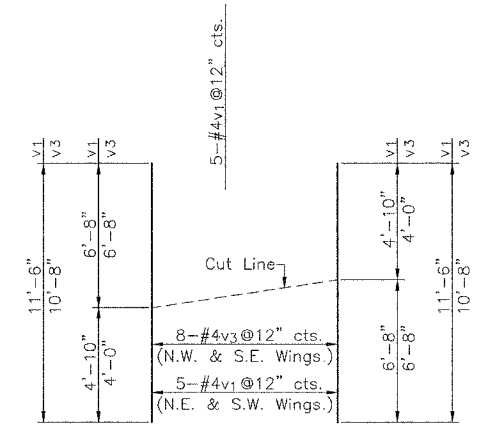 5-#4v1@12" cts.
v1
v3
v1
v3
v1
v3
v1
v3
11'-6"
10'-8"
6'-8"
6'-8"
4'-10"
4'-0"
Cut Line
4'-10"
4'-0"
6'-8"
6'-8"
11'-6"
10'-8"
8-#4v3@12" cts.
(N.W. & S.E. Wings.)
5-#4v1@12" cts.
(N.E. & S.W. Wings.)